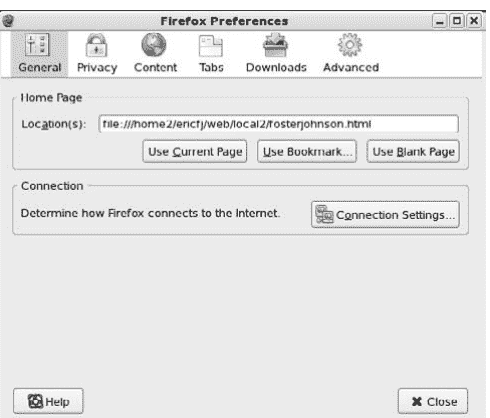 Firefox Preferences
General Privacy Content Tabs Downloads Advanced
Home Page
Location(s): file:///home2/ericfj/web/local2/fosterjohnson.html
Use Current Page Use Bookmark... Use Blank Page
Connection
Determine how Firefox connects to the Internet. Connection Settings...
Help Close